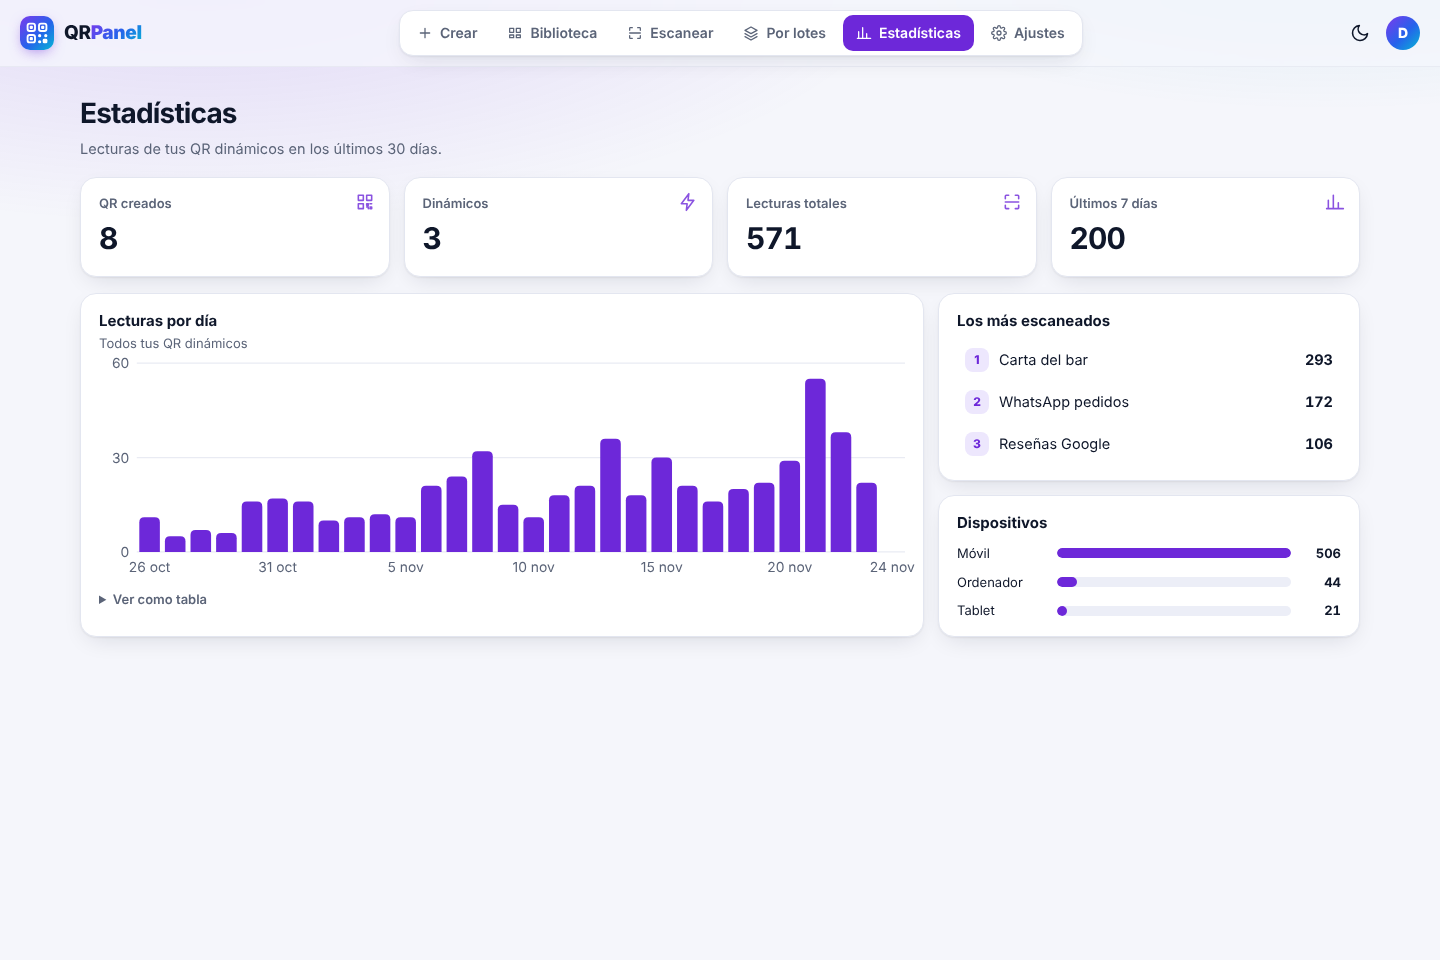 QRPanel
Crear
Biblioteca
Escanear
Por lotes
Estadísticas
Ajustes
D
Estadísticas
Lecturas de tus QR dinámicos en los últimos 30 días.
QR creados
8
Dinámicos
3
Lecturas totales
571
Últimos 7 días
200
Lecturas por día
Todos tus QR dinámicos
60
30
0
26 oct
31 oct
5 nov
10 nov
15 nov
20 nov
24 nov
Ver como tabla
Los más escaneados
1 Carta del bar 293
2 WhatsApp pedidos 172
3 Reseñas Google 106
Dispositivos
Móvil 506
Ordenador 44
Tablet 21